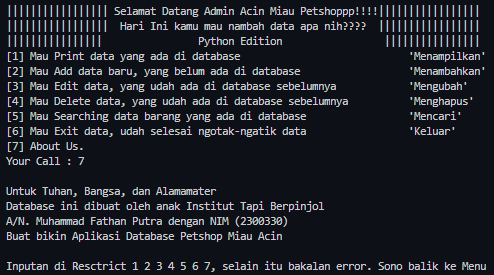 |||||||||||||||| Selamat Datang Admin Acin Miau Petshoppp!!!!||||||||||||||||
||||||||||||||||  Hari Ini kamu mau nambah data apa nih????  ||||||||||||||||
|||||||||||||||                Python Edition                 |||||||||||||||
[1] Mau Print data yang ada di database 'Menampilkan'
[2] Mau Add data baru, yang belum ada di database 'Menambahkan'
[3] Mau Edit data, yang udah ada di database sebelumnya 'Mengubah'
[4] Mau Delete data, yang udah ada di database sebelumnya 'Menghapus'
[5] Mau Searching data barang yang ada di database 'Mencari'
[6] Mau Exit data, udah selesai ngotak-ngatik data 'Keluar'
[7] About Us.
Your Call : 7
Untuk Tuhan, Bangsa, dan Alamamater
Database ini dibuat oleh anak Institut Tapi Berpinjol
A/N. Muhammad Fathan Putra dengan NIM (2300330)
Buat bikin Aplikasi Database Petshop Miau Acin
Inputan di Resctrict 1 2 3 4 5 6 7, selain itu bakalan error. Sono balik ke Menu